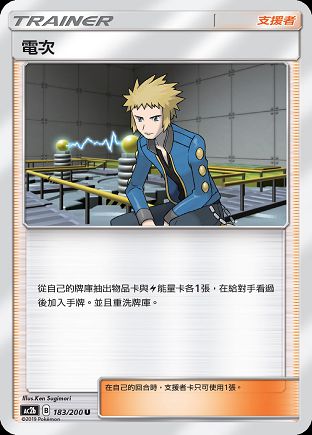 TRAINER 支援者
電次
從自己的牌庫抽出物品卡與能量卡各1張，在給對手看過
後加入手牌。並且重洗牌庫。
Illus.Ken Sugimori
AC2b B 183/200 U
©2019 Pokémon
在自己的回合時，支援者卡只可使用1張。